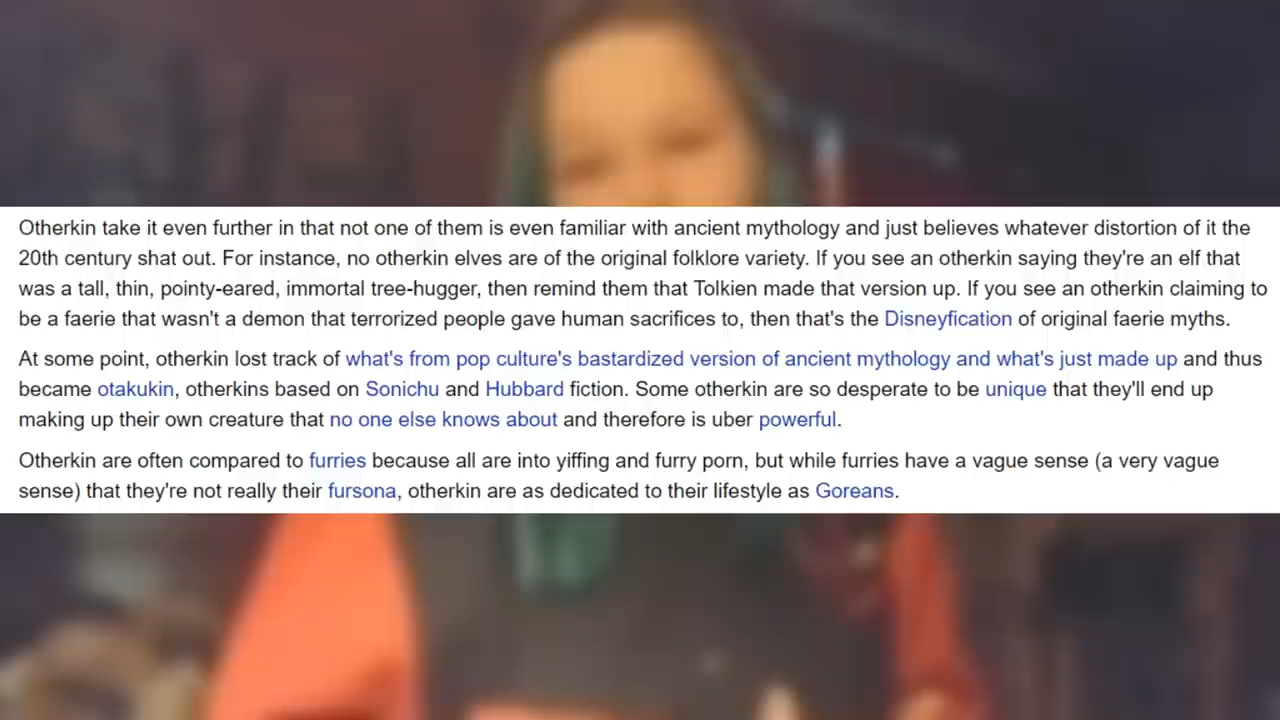 Otherkin take it even further in that not one of them is even familiar with ancient mythology and just believes whatever distortion of it the
20th century shat out. For instance, no otherkin elves are of the original folklore variety. If you see an otherkin saying they're an elf that
was a tall, thin, pointy-eared, immortal tree-hugger, then remind them that Tolkien made that version up. If you see an otherkin claiming to
be a faerie that wasn't a demon that terrorized people gave human sacrifices to, then that's the Disneyfication of original faerie myths.
At some point, otherkin lost track of what's from pop culture's bastardized version of ancient mythology and what's just made up and thus
became otakukin, otherkins based on Sonichu and Hubbard fiction. Some otherkin are so desperate to be unique that they'll end up
making up their own creature that no one else knows about and therefore is uber powerful.
Otherkin are often compared to furries because all are into yiffing and furry porn, but while furries have a vague sense (a very vague
sense) that they're not really their fursona, otherkin are as dedicated to their lifestyle as Goreans.